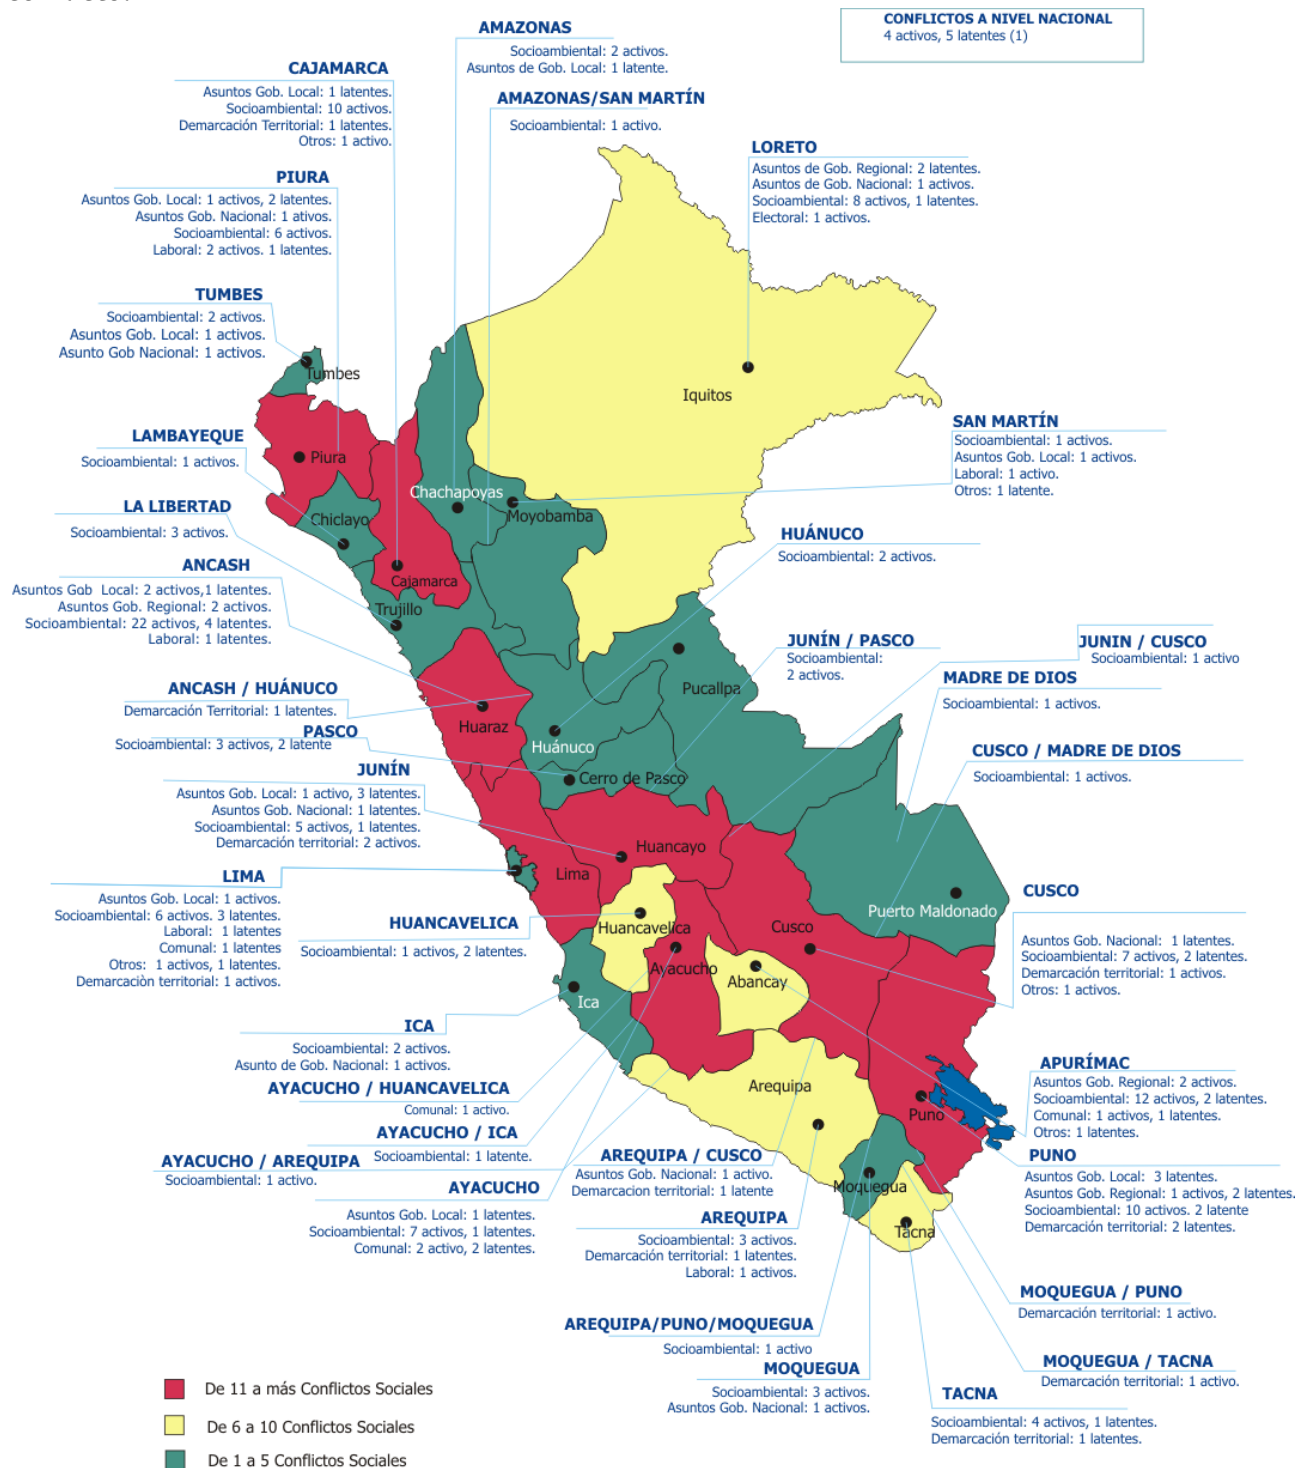 CONFLICTOS A NIVEL NACIONAL
4 activos, 5 latentes (1)
AMAZONAS
Socioambiental: 2 activos.
Asuntos de Gob. Local: 1 latente.
CAJAMARCA
Asuntos Gob. Local: 1 latentes.
Socioambiental: 10 activos.
Demarcación Territorial: 1 latentes.
Otros: 1 activo.
AMAZONAS/SAN MARTÍN
Socioambiental: 1 activo.
LORETO
Asuntos de Gob. Regional: 2 latentes.
Asuntos de Gob. Nacional: 1 activos.
Socioambiental: 8 activos, 1 latentes.
Electoral: 1 activos.
PIURA
Asuntos Gob. Local: 1 activos, 2 latentes.
Asuntos Gob. Nacional: 1 ativos.
Socioambiental: 6 activos.
Laboral: 2 activos. 1 latentes.
TUMBES
Socioambiental: 2 activos.
Asuntos Gob. Local: 1 activos.
Asunto Gob Nacional: 1 activos.
Tumbes
Iquitos
LAMBAYEQUE
Socioambiental: 1 activos.
Piura
SAN MARTÍN
Socioambiental: 1 activos.
Asuntos Gob. Local: 1 activos.
Laboral: 1 activo.
Otros: 1 latente.
Chachapoyas
Moyobamba
Chiclayo
LA LIBERTAD
Socioambiental: 3 activos.
HUÁNUCO
Socioambiental: 2 activos.
ANCASH
Asuntos Gob Local: 2 activos,1 latentes.
Asuntos Gob. Regional: 2 activos.
Socioambiental: 22 activos, 4 latentes.
Laboral: 1 latentes.
Cajamarca
Trujillo
JUNÍN / PASCO
Socioambiental:
2 activos.
JUNIN / CUSCO
Socioambiental: 1 activo
MADRE DE DIOS
Socioambiental: 1 activos.
Pucallpa
ANCASH / HUÁNUCO
Demarcación Territorial: 1 latentes.
Huaraz
PASCO
Socioambiental: 3 activos, 2 latente
Huánuco
CUSCO / MADRE DE DIOS
Socioambiental: 1 activos.
Cerro de Pasco
JUNÍN
Asuntos Gob. Local: 1 activo, 3 latentes.
Asuntos Gob. Nacional: 1 latentes.
Socioambiental: 5 activos, 1 latentes.
Demarcación territorial: 2 activos.
Huancayo
Lima
LIMA
Asuntos Gob. Local: 1 activos.
Socioambiental: 6 activos. 3 latentes.
Laboral: 1 latentes
Comunal: 1 latentes
Otros: 1 activos, 1 latentes.
Demarcaciòn territorial: 1 activos.
HUANCAVELICA
Socioambiental: 1 activos, 2 latentes.
Huancavelica
Puerto Maldonado
CUSCO
Asuntos Gob. Nacional: 1 latentes.
Socioambiental: 7 activos, 2 latentes.
Demarcación territorial: 1 activos.
Otros: 1 activos.
Cusco
Ayacucho
Abancay
Ica
ICA
Socioambiental: 2 activos.
Asunto de Gob. Nacional: 1 activos.
AYACUCHO / HUANCAVELICA
Comunal: 1 activo.
AYACUCHO / ICA
Socioambiental: 1 latente.
AYACUCHO / AREQUIPA
Socioambiental: 1 activo.
AYACUCHO
Asuntos Gob. Local: 1 latentes.
Socioambiental: 7 activos, 1 latentes.
Comunal: 2 activo, 2 latentes.
Arequipa
Puno
APURÍMAC
Asuntos Gob. Regional: 2 activos.
Socioambiental: 12 activos, 2 latentes.
Comunal: 1 activos, 1 latentes.
Otros: 1 latentes.
AREQUIPA / CUSCO
Asuntos Gob. Nacional: 1 activo.
Demarcacion territorial: 1 latente
Moquegua
PUNO
Asuntos Gob. Local: 3 latentes.
Asuntos Gob. Regional: 1 activos, 2 latentes.
Socioambiental: 10 activos. 2 latente
Demarcación territorial: 2 latentes.
AREQUIPA
Socioambiental: 3 activos.
Demarcación territorial: 1 latentes.
Laboral: 1 activos.
Tacna
MOQUEGUA / PUNO
Demarcación territorial: 1 activo.
AREQUIPA/PUNO/MOQUEGUA
Socioambiental: 1 activo
MOQUEGUA
Socioambiental: 3 activos.
Asuntos Gob. Nacional: 1 activos.
MOQUEGUA / TACNA
Demarcación territorial: 1 activo.
TACNA
Socioambiental: 4 activos, 1 latentes.
Demarcación territorial: 1 latentes.
De 11 a más Conflictos Sociales
De 6 a 10 Conflictos Sociales
De 1 a 5 Conflictos Sociales